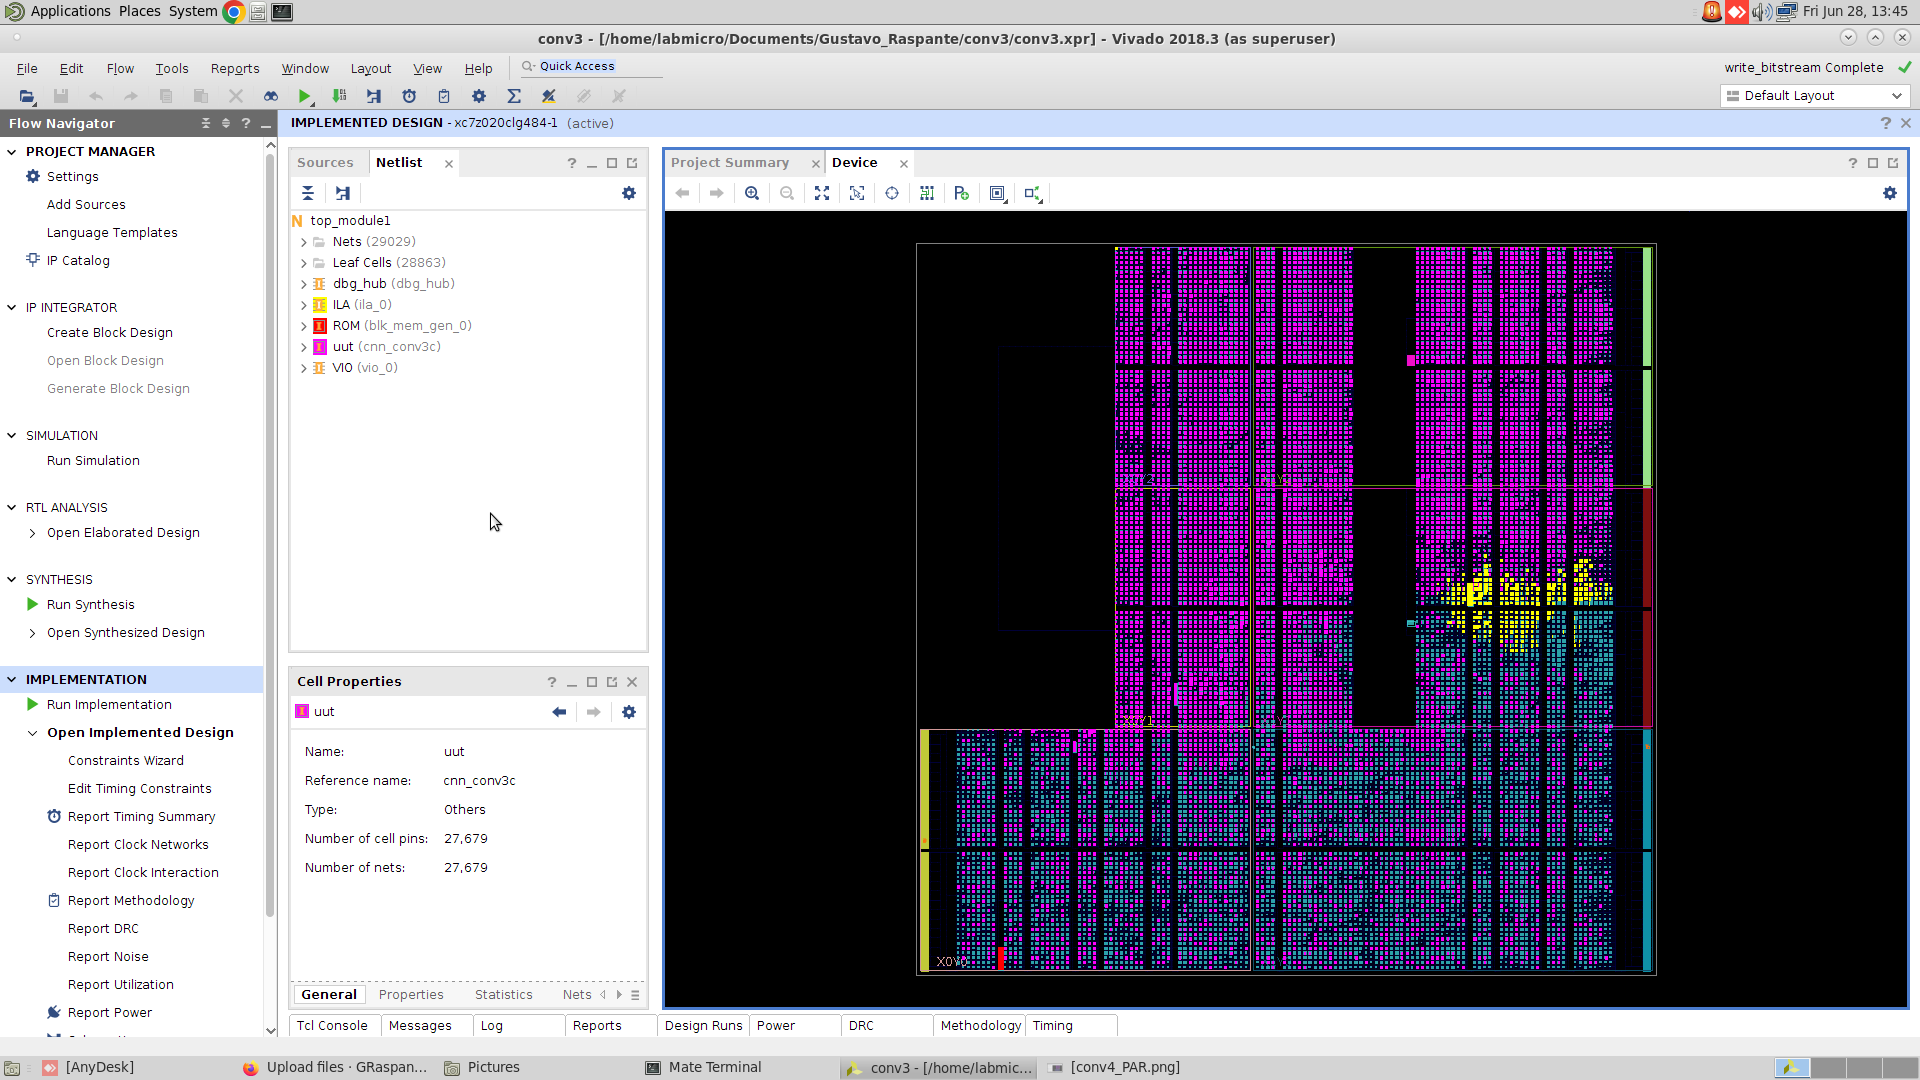 Applications Places System Fri Jun 28, 13:45
conv3 - [/home/labmicro/Documents/Gustavo_Raspante/conv3/conv3.xpr] - Vivado 2018.3 (as superuser)
File Edit Flow Tools Reports Window Layout View Help Quick Access write_bitstream Complete
Default Layout
Flow Navigator
IMPLEMENTED DESIGN - xc7z020clg484-1 (active)
PROJECT MANAGER
Settings
Add Sources
Language Templates
IP Catalog
IP INTEGRATOR
Create Block Design
Open Block Design
Generate Block Design
SIMULATION
Run Simulation
RTL ANALYSIS
Open Elaborated Design
SYNTHESIS
Run Synthesis
Open Synthesized Design
IMPLEMENTATION
Run Implementation
Open Implemented Design
Constraints Wizard
Edit Timing Constraints
Report Timing Summary
Report Clock Networks
Report Clock Interaction
Report Methodology
Report DRC
Report Noise
Report Utilization
Report Power
Sources Netlist
top_module1
Nets (29029)
Leaf Cells (28863)
dbg_hub (dbg_hub)
ILA (ila_0)
ROM (blk_mem_gen_0)
uut (cnn_conv3c)
VIO (vio_0)
Cell Properties
uut
Name: uut
Reference name: cnn_conv3c
Type: Others
Number of cell pins: 27,679
Number of nets: 27,679
General Properties Statistics Nets
Project Summary Device
X0Y2
X0Y1
X0Y0
Tcl Console Messages Log Reports Design Runs Power DRC Methodology Timing
[AnyDesk] Upload files · GRaspan... Pictures Mate Terminal conv3 - [/home/labmic... [conv4_PAR.png]